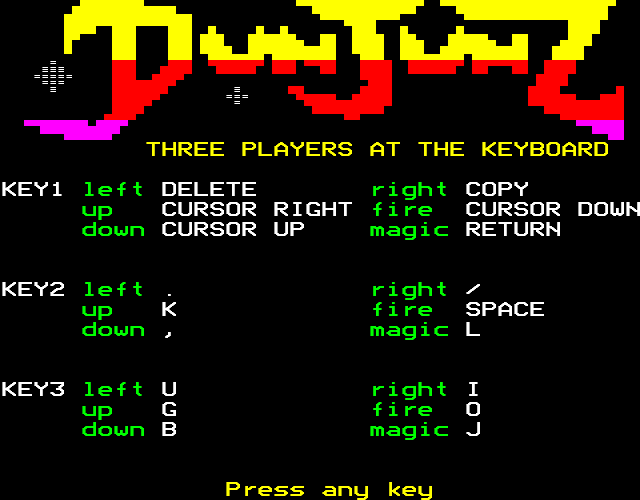 DunjunZ
THREE PLAYERS AT THE KEYBOARD
KEY1 left DELETE right COPY
up CURSOR RIGHT fire CURSOR DOWN
down CURSOR UP magic RETURN
KEY2 left . right /
up K fire SPACE
down , magic L
KEY3 left U right I
up G fire O
down B magic J
Press any key